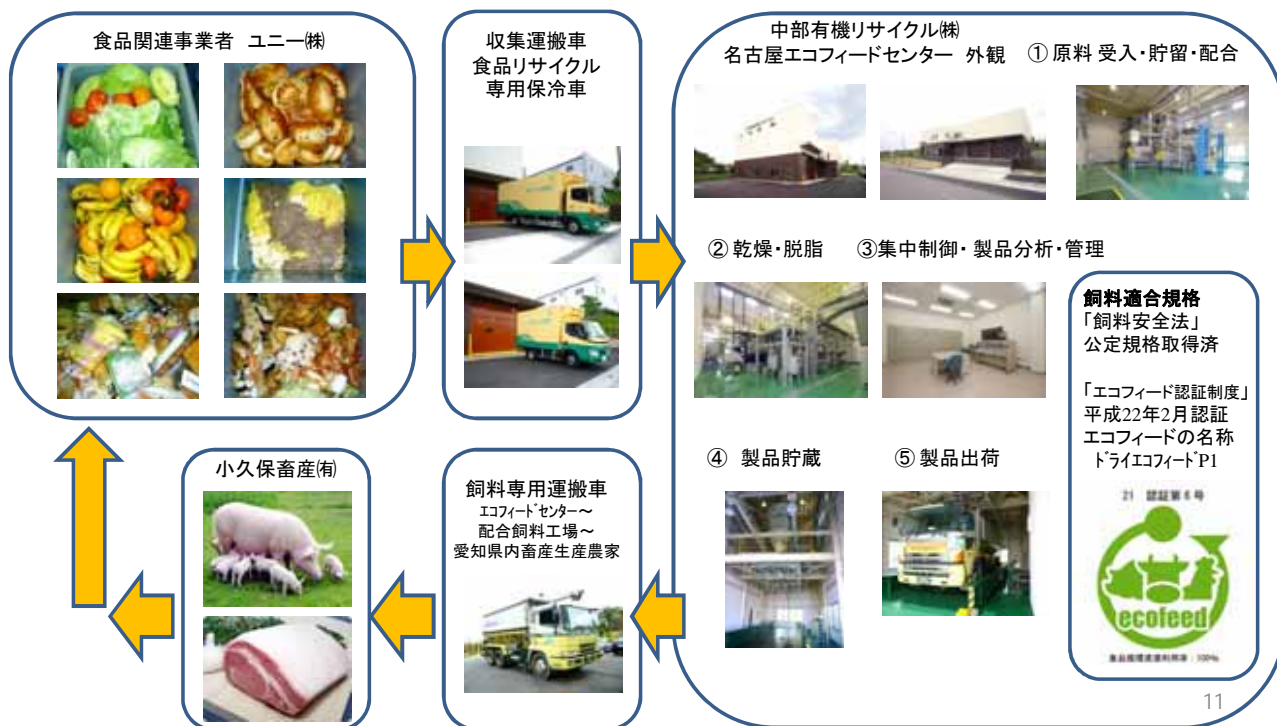 食品関連事業者 ユニー㈱
収集運搬車
食品リサイクル
専用保冷車
中部有機リサイクル㈱
名古屋エコフィードセンター 外観
① 原料 受入・貯留・配合
② 乾燥・脱脂
③集中制御・ 製品分析・管理
飼料適合規格
「飼料安全法」
公定規格取得済
「エコフィード認証制度」
平成22年2月認証
エコフィードの名称
ﾄﾞライエコフィーﾄﾞP1
21 認証第6号
ecofeed
食品循環資源利用率:100%
④ 製品貯蔵
⑤ 製品出荷
飼料専用運搬車
エコフィーﾄﾞセンター~
配合飼料工場~
愛知県内畜産生産農家
小久保畜産㈲
11